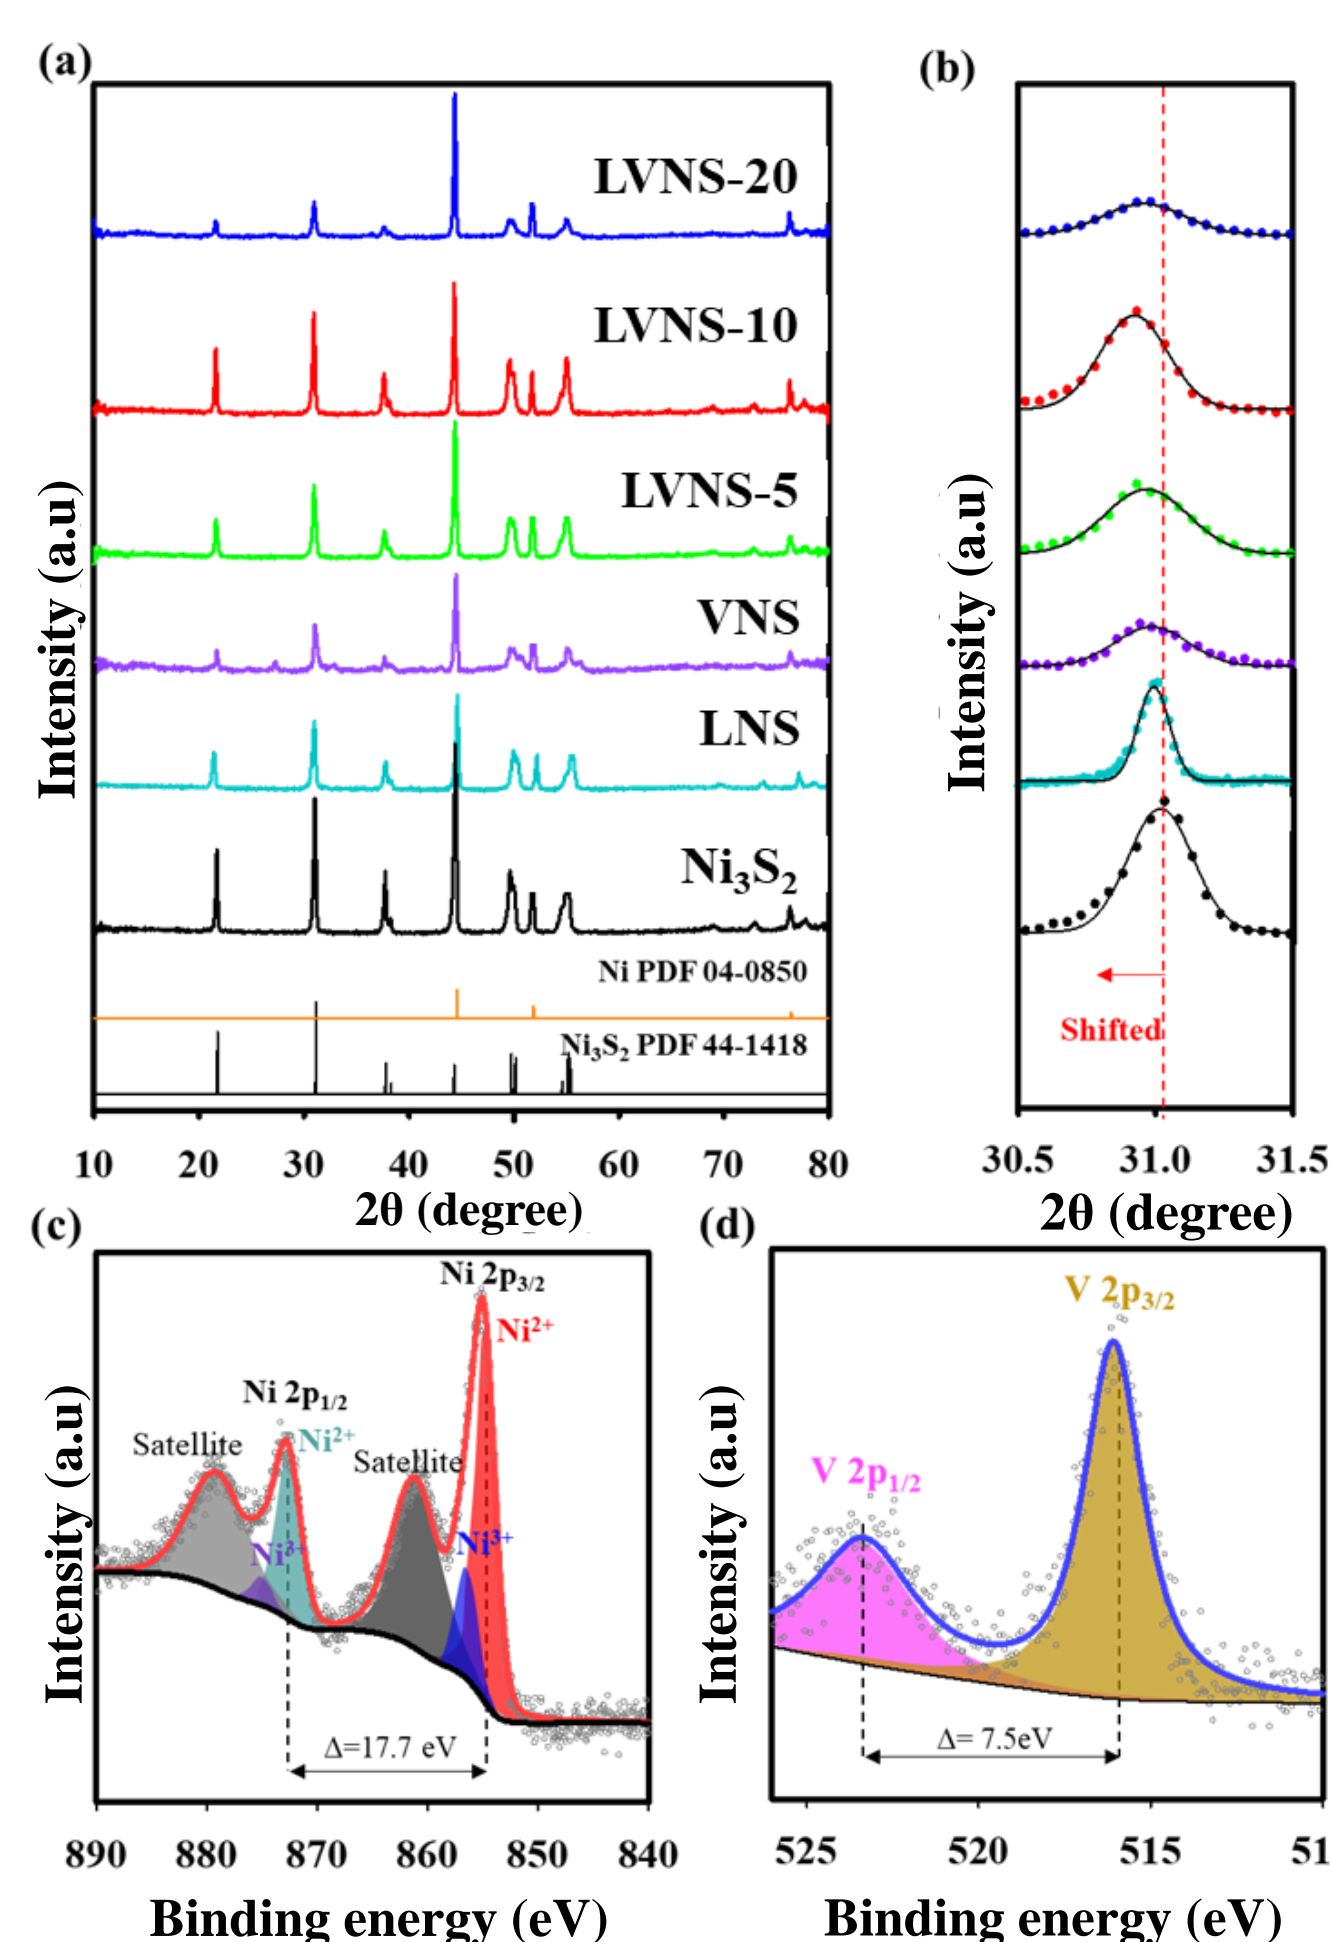 (a)
LVNS-20
LVNS-10
LVNS-5
VNS
LNS
Ni₃S₂
Ni PDF 04-0850
Ni₃S₂ PDF 44-1418
Intensity (a.u)
10 20 30 40 50 60 70 80
2θ (degree)
(b)
Intensity (a.u)
Shifted
30.5 31.0 31.5
2θ (degree)
(c)
Ni 2p₃/₂
Ni²⁺
Ni 2p₁/₂
Ni²⁺
Satellite
Satellite
Ni³⁺
Ni³⁺
Δ=17.7 eV
Intensity (a.u)
890 880 870 860 850 840
Binding energy (eV)
(d)
V 2p₃/₂
V 2p₁/₂
Δ= 7.5eV
Intensity (a.u)
525 520 515 51
Binding energy (eV)